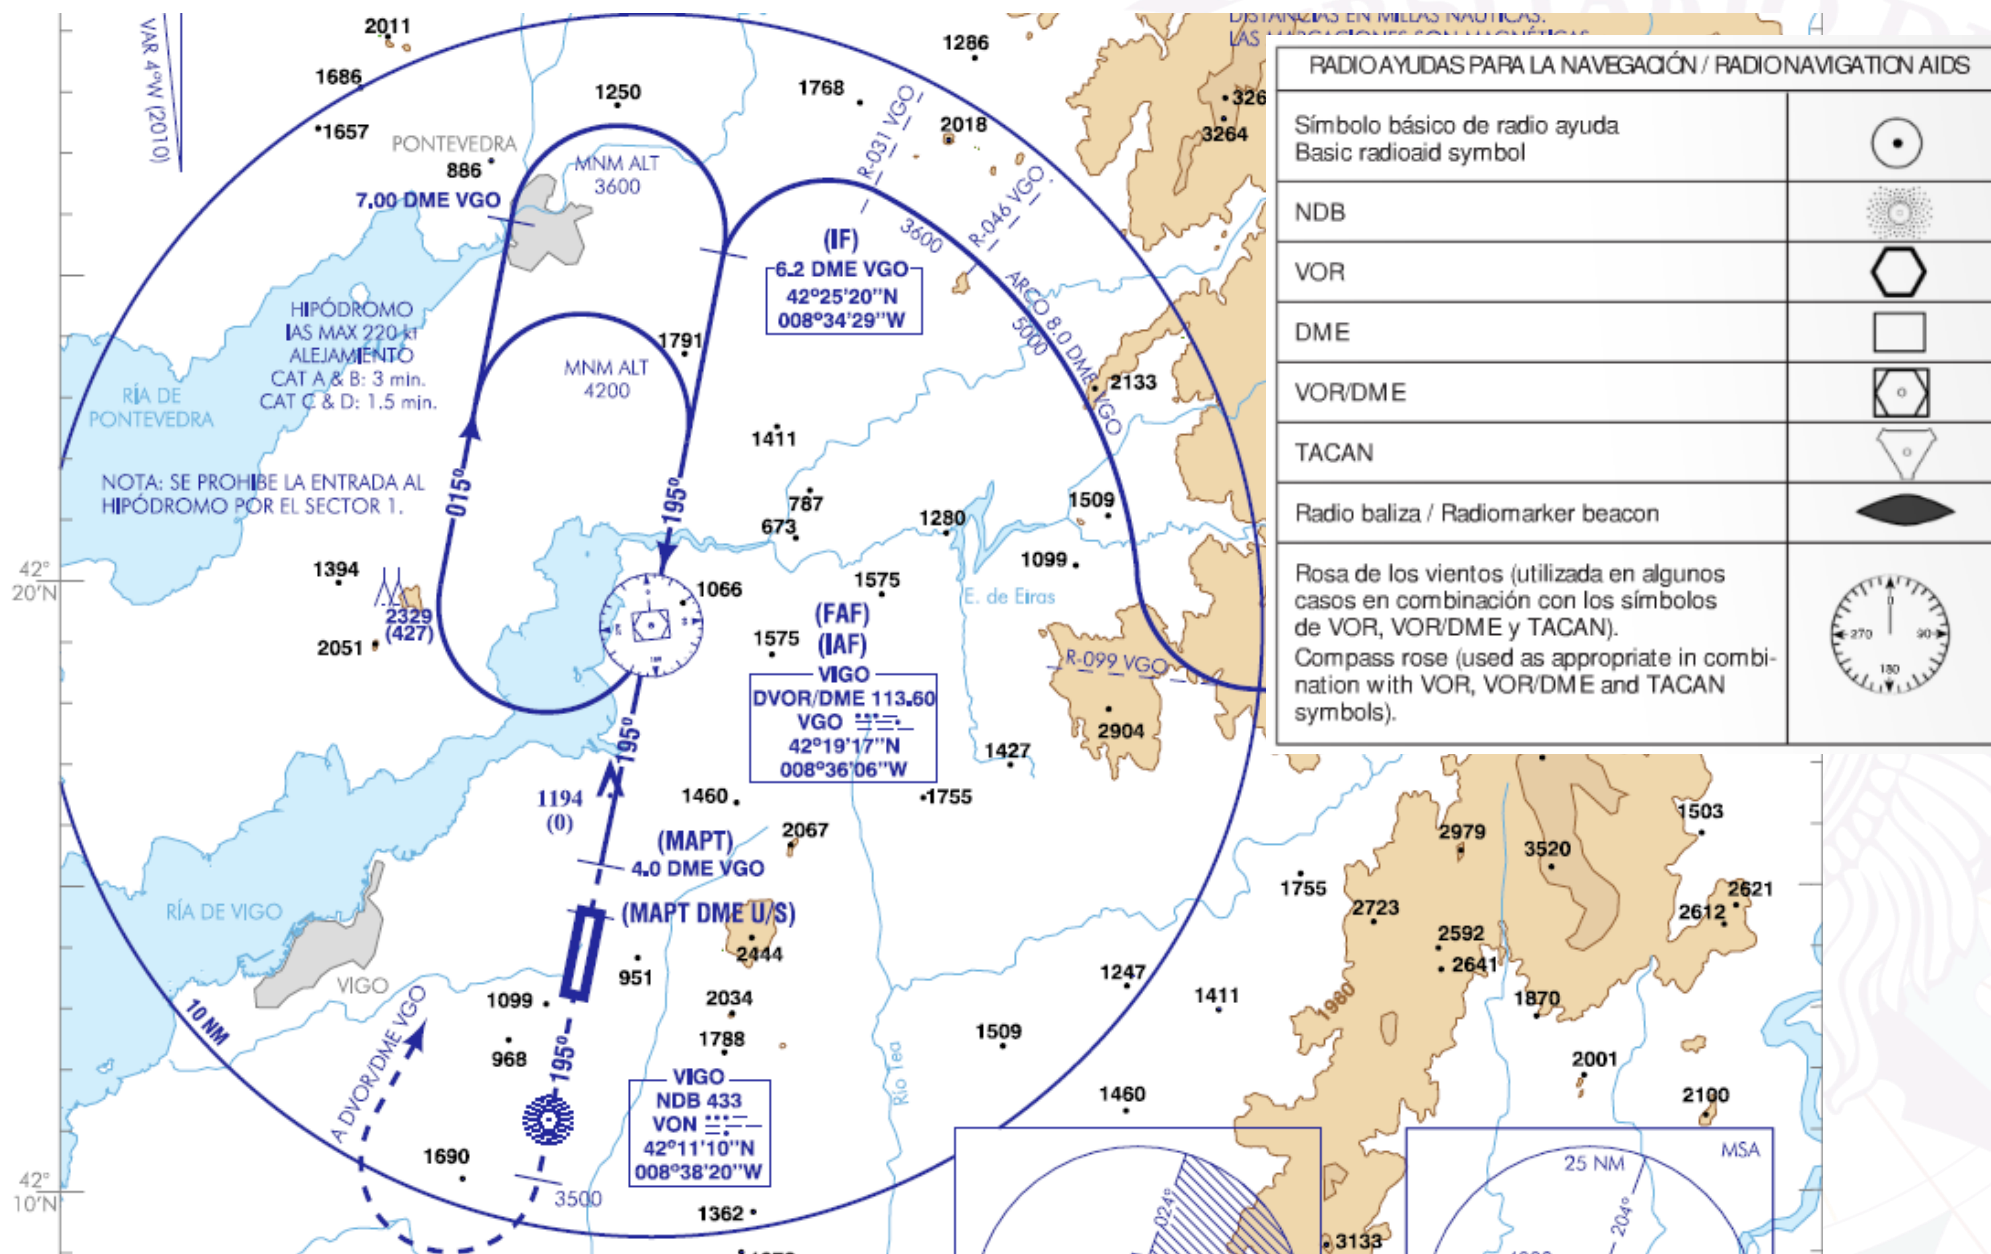 VAR 4°W (2010)
2011
1686
1657
1250
1768
1286
2018
DISTANCIAS EN MILLAS NÁUTICAS.
LAS MARCACIONES SON MAGNÉTICAS.
326
3264
PONTEVEDRA
886
7.00 DME VGO
MNM ALT
3600
R-031 VGO
R-046 VGO
3600
ARCO 8.0 DME VGO
5000
(IF)
6.2 DME VGO
42°25'20"N
008°34'29"W
HIPÓDROMO
IAS MAX 220 kt
ALEJAMIENTO
CAT A & B: 3 min.
CAT C & D: 1.5 min.
RÍA DE
PONTEVEDRA
NOTA: SE PROHIBE LA ENTRADA AL
HIPÓDROMO POR EL SECTOR 1.
1791
MNM ALT
4200
2133
1411
015°
195°
787
673
1280
1509
1099
42°
20'N
1394
2329
(427)
2051
1066
1575
1575
E. de Eiras
(FAF)
(IAF)
VIGO
DVOR/DME 113.60
VGO
42°19'17"N
008°36'06"W
R-099 VGO
2904
1427
195°
1194
(0)
1460
1755
2067
(MAPT)
4.0 DME VGO
(MAPT DME U/S)
RÍA DE VIGO
VIGO
2444
951
1099
2034
968
1788
10 NM
A DVOR/DME VGO
195°
VIGO
NDB 433
VON
42°11'10"N
008°38'20"W
Río Tea
1247
1411
1509
1460
1690
3500
1362
42°
10'N
RADIOAYUDAS PARA LA NAVEGACIÓN / RADIONAVIGATION AIDS
Símbolo básico de radio ayuda
Basic radioaid symbol
NDB
VOR
DME
VOR/DME
TACAN
Radio baliza / Radiomarker beacon
Rosa de los vientos (utilizada en algunos
casos en combinación con los símbolos
de VOR, VOR/DME y TACAN).
Compass rose (used as appropriate in combi-
nation with VOR, VOR/DME and TACAN
symbols).
0
270
90
180
2979
3520
1503
1755
2723
2621
2612
2592
2641
1980
1870
2001
2100
024°
3133
25 NM
MSA
204°